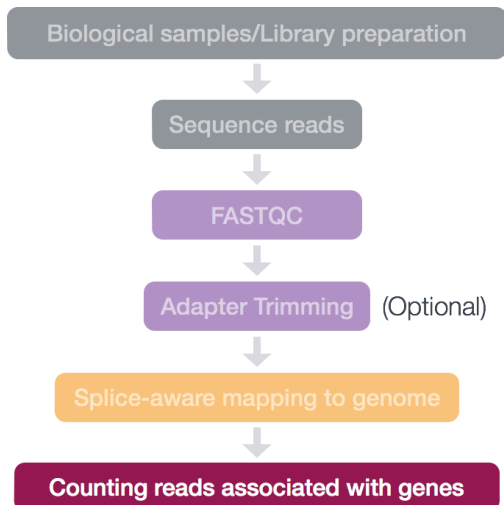 Biological samples/Library preparation
Sequence reads
FASTQC
Adapter Trimming (Optional)
Splice-aware mapping to genome
Counting reads associated with genes